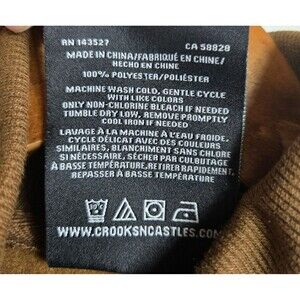 RN 143527 CA 58828
MADE IN CHINA/FABRIQUÉ EN CHINE/
HECHO EN CHINE
100% POLYESTER/POLIÉSTER
MACHINE WASH COLD, GENTLE CYCLE
WITH LIKE COLORS
ONLY NON-CHLORINE BLEACH IF NEEDED
TUMBLE DRY LOW, REMOVE PROMPTLY
COOL IRON IF NEEDED
LAVAGE À LA MACHINE À L'EAU FROIDE,
CYCLE DÉLICAT AVEC DES COULEURS
SIMILAIRES, BLANCHIMENT SANS CHLORE
SI NÉCESSAIRE, SÉCHER PAR CULBUTAGE
À BASSE TEMPÉRATURE, RETIRER RAPIDEMENT,
REPASSER À BASSE TEMPÉRATURE
WWW.CROOKSNCASTLES.COM